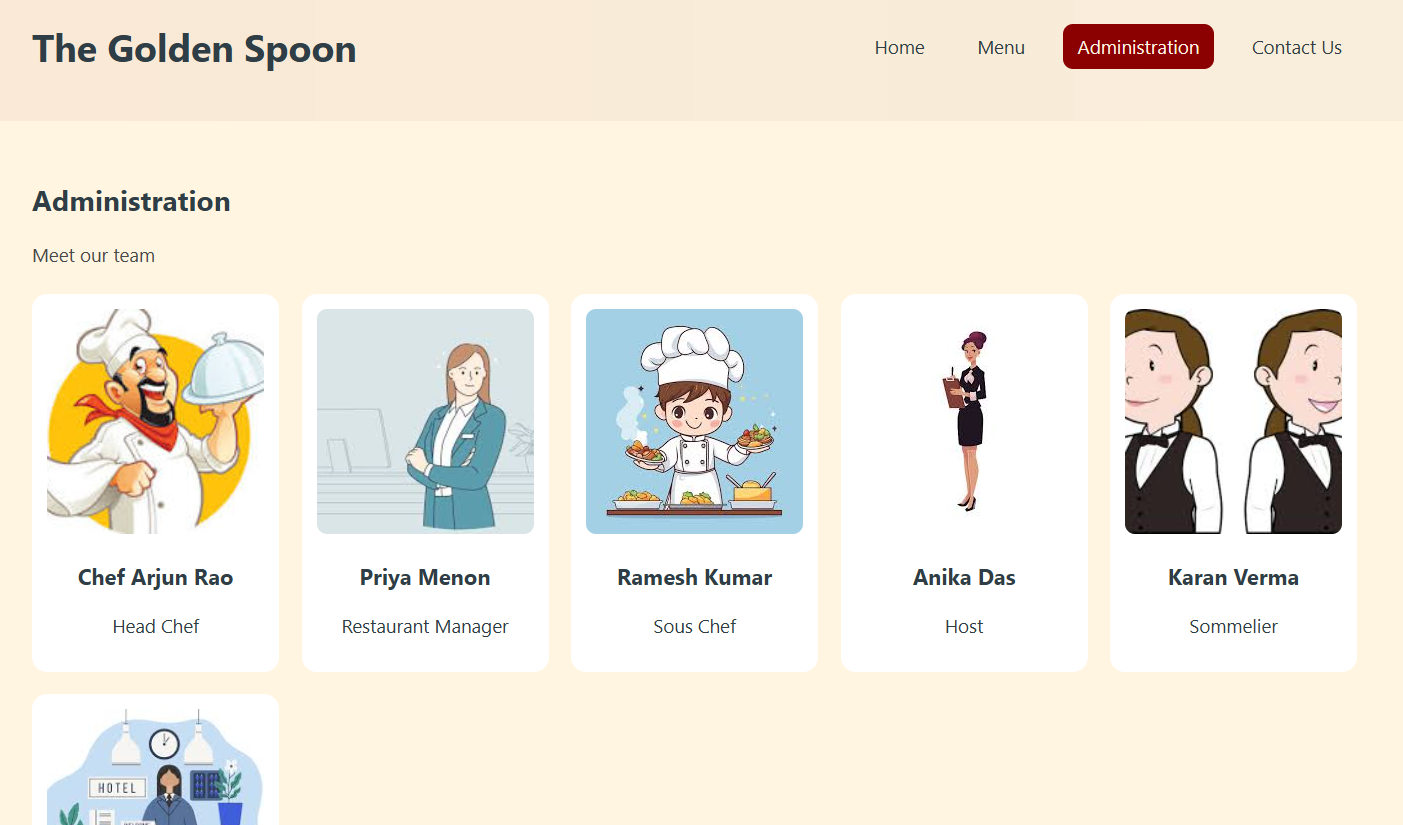 The Golden Spoon
Home Menu Administration Contact Us
Administration
Meet our team
Chef Arjun Rao Priya Menon Ramesh Kumar Anika Das Karan Verma
Head Chef Restaurant Manager Sous Chef Host Sommelier
HOTEL